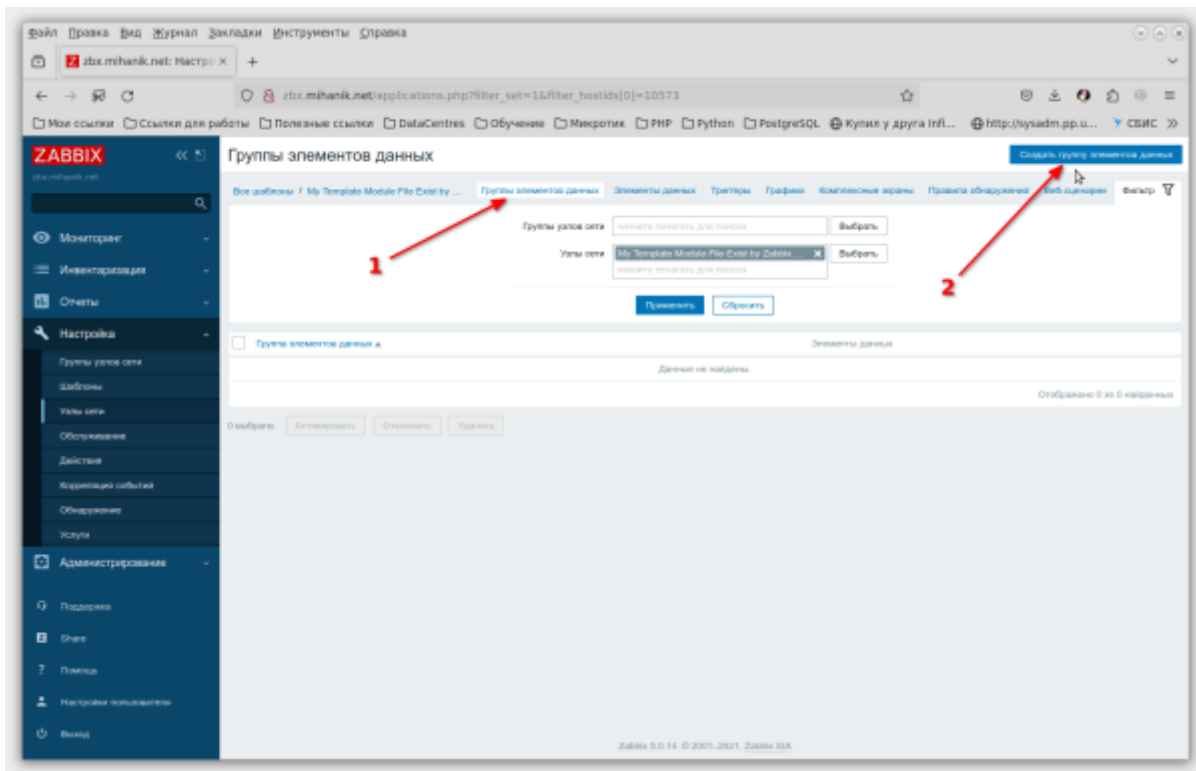 Файл Правка Вид Журнал Закладки Инструменты Справка
zbx.mihanik.net: Настро
zbx.mihanik.net/applications.php?filter_set=1&filter_hostids[0]=10573
Мои ссылки Ссылки для работы Полезные ссылки DataCentres Обучение Микротик PHP Python PostgreSQL Купил у друга Infi... http://sysadm.pp.u... СБИС
ZABBIX
zbx.mihanik.net
Группы элементов данных
Создать группу элементов данных
Все шаблоны / My Template Module File Exist by ... Группы элементов данных Элементы данных Триггеры Графики Комплексные экраны Правила обнаружения Веб-сценарии Фильтр
Группы узлов сети начните печатать для поиска Выбрать
Узлы сети My Template Module File Exist by Zabbix ... Выбрать
начните печатать для поиска
1
2
Применить Сбросить
Группа элементов данных Элементы данных
Данные не найдены.
Отображено 0 из 0 найденных
0 выбрано Активировать Отключить Удалить
Мониторинг
Инвентаризация
Отчеты
Настройка
Группы узлов сети
Шаблоны
Узлы сети
Обслуживание
Действия
Корреляция событий
Обнаружение
Услуги
Администрирование
Поддержка
Share
Помощь
Настройки пользователя
Выход
Zabbix 5.0.14. © 2001–2021, Zabbix SIA